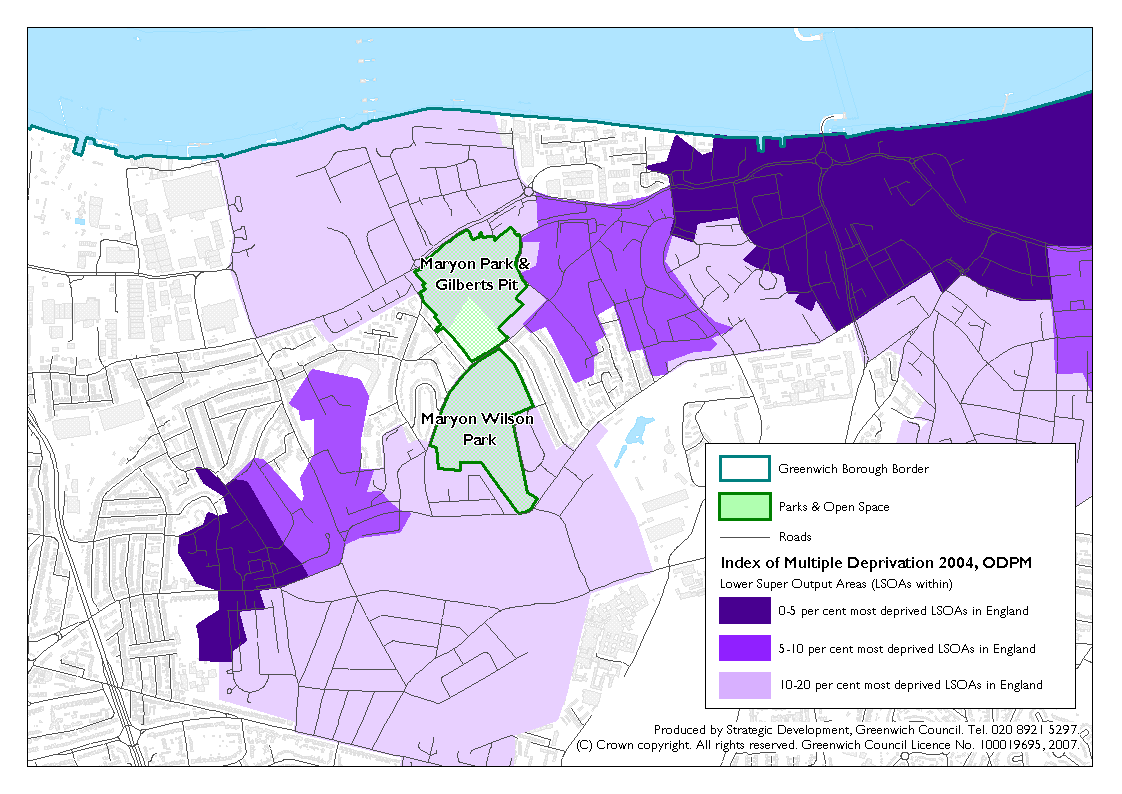 Maryon Park &
Gilberts Pit
Maryon Wilson
Park
Greenwich Borough Border
Parks & Open Space
Roads
Index of Multiple Deprivation 2004, ODPM
Lower Super Output Areas (LSOAs within)
0-5 per cent most deprived LSOAs in England
5-10 per cent most deprived LSOAs in England
10-20 per cent most deprived LSOAs in England
Produced by Strategic Development, Greenwich Council. Tel. 020 8921 5297.
(C) Crown copyright. All rights reserved. Greenwich Council Licence No. 100019695, 2007.